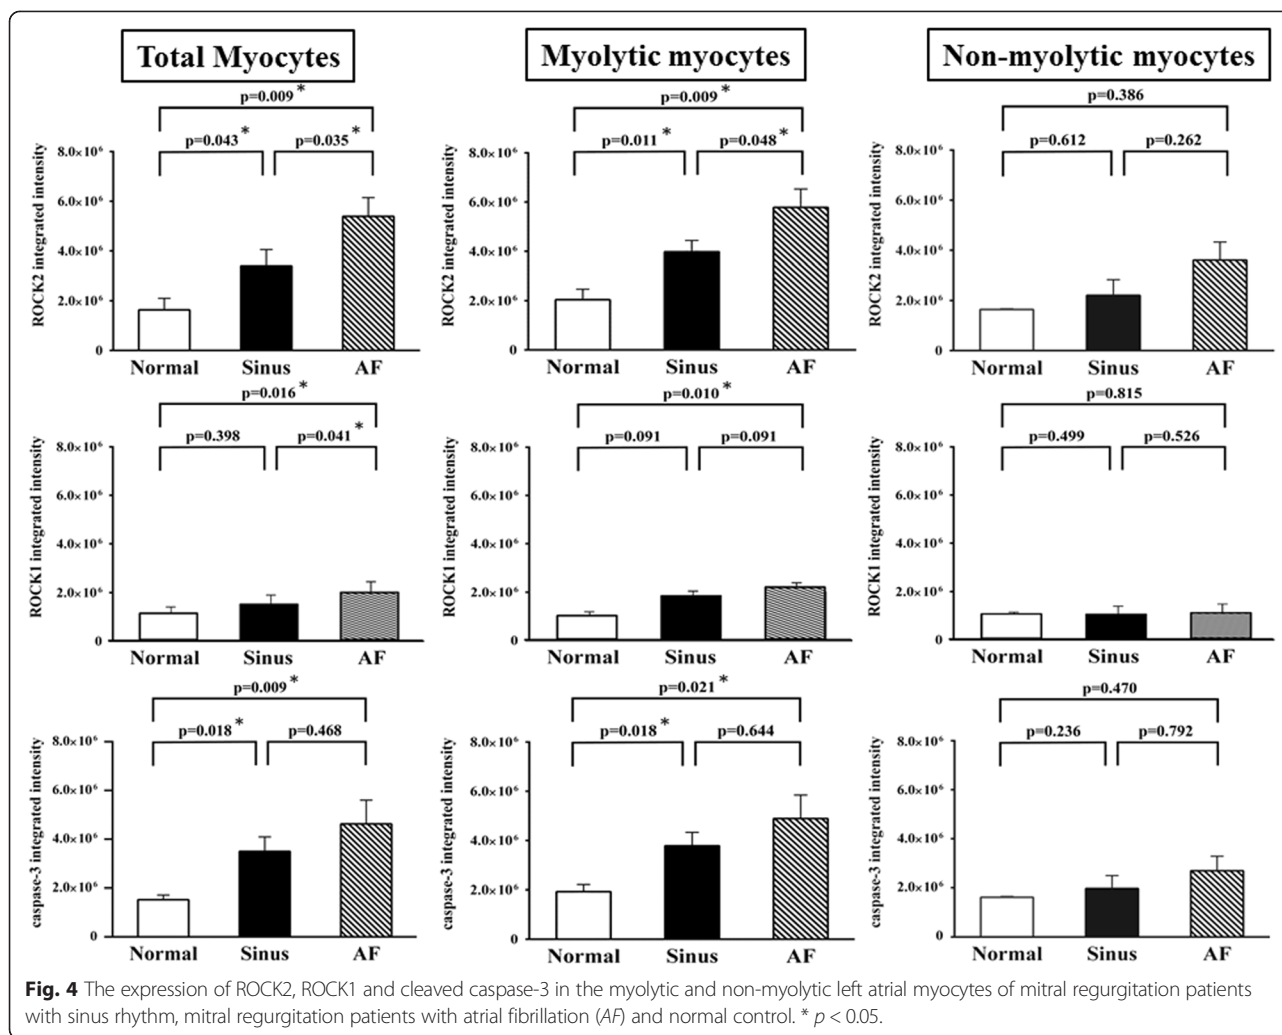 Total Myocytes
Myolytic myocytes
Non-myolytic myocytes
p=0.009 *
p=0.043 *
p=0.035 *
ROCK2 integrated intensity
8.0×10⁶
6.0×10⁶
4.0×10⁶
2.0×10⁶
0
Normal Sinus AF
p=0.009 *
p=0.011 *
p=0.048 *
ROCK2 integrated intensity
8.0×10⁶
6.0×10⁶
4.0×10⁶
2.0×10⁶
0
Normal Sinus AF
p=0.386
p=0.612
p=0.262
ROCK2 integrated intensity
8.0×10⁶
6.0×10⁶
4.0×10⁶
2.0×10⁶
0
Normal Sinus AF
p=0.016 *
p=0.398
p=0.041 *
ROCK1 integrated intensity
8.0×10⁶
6.0×10⁶
4.0×10⁶
2.0×10⁶
0
Normal Sinus AF
p=0.010 *
p=0.091
p=0.091
ROCK1 integrated intensity
8.0×10⁶
6.0×10⁶
4.0×10⁶
2.0×10⁶
0
Normal Sinus AF
p=0.815
p=0.499
p=0.526
ROCK1 integrated intensity
8.0×10⁶
6.0×10⁶
4.0×10⁶
2.0×10⁶
0
Normal Sinus AF
p=0.009 *
p=0.018 *
p=0.468
caspase-3 integrated intensity
8.0×10⁶
6.0×10⁶
4.0×10⁶
2.0×10⁶
0
Normal Sinus AF
p=0.021 *
p=0.018 *
p=0.644
caspase-3 integrated intensity
8.0×10⁶
6.0×10⁶
4.0×10⁶
2.0×10⁶
0
Normal Sinus AF
p=0.470
p=0.236
p=0.792
caspase-3 integrated intensity
8.0×10⁶
6.0×10⁶
4.0×10⁶
2.0×10⁶
0
Normal Sinus AF
Fig. 4 The expression of ROCK2, ROCK1 and cleaved caspase-3 in the myolytic and non-myolytic left atrial myocytes of mitral regurgitation patients
with sinus rhythm, mitral regurgitation patients with atrial fibrillation (AF) and normal control. * p < 0.05.